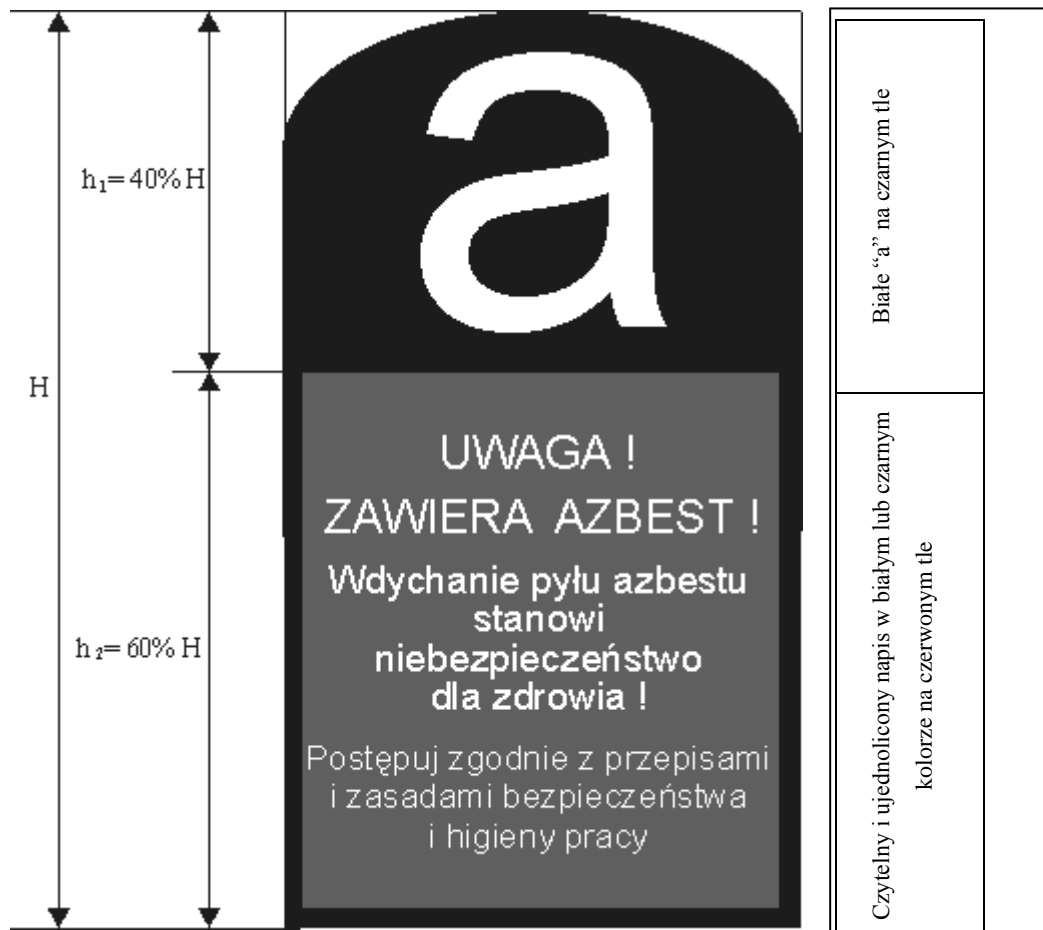 H
h₁= 40% H
h₂= 60% H
a
UWAGA !
ZAWIERA AZBEST !
Wdychanie pyłu azbestu
stanowi
niebezpieczeństwo
dla zdrowia !
Postępuj zgodnie z przepisami
i zasadami bezpieczeństwa
i higieny pracy
Białe “a” na czarnym tle
Czytelny i ujednolicony napis w białym lub czarnym
kolorze na czerwonym tle